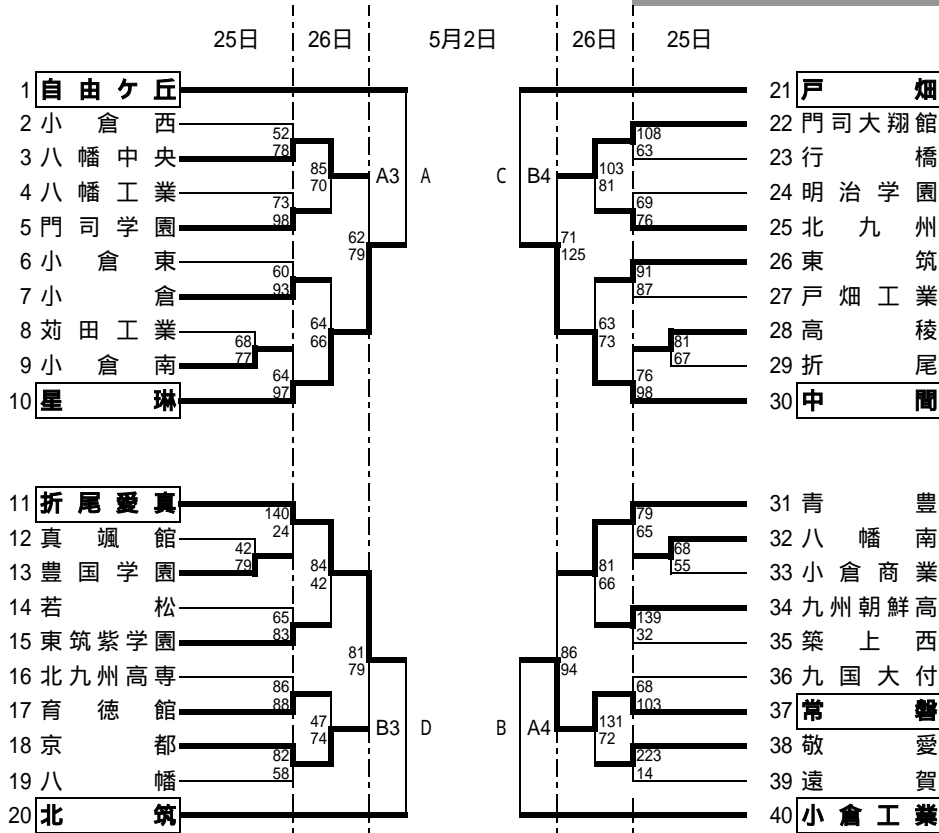 25日 26日 5月2日 26日 25日
1 自由ケ丘
2 小倉西
3 八幡中央
4 八幡工業
5 門司学園
6 小倉東
7 小倉
8 苅田工業
9 小倉南
10 星琳
52
78
73
98
60
93
68
77
64
97
85
70
64
66
62
79
A3 A
11 折尾愛真
12 真颯館
13 豊国学園
14 若松
15 東筑紫学園
16 北九州高専
17 育徳館
18 京都
19 八幡
20 北筑
140
24
42
79
65
83
86
88
82
58
84
42
47
74
81
79
B3 D
C B4
71
125
103
81
63
73
108
63
69
76
91
87
81
67
76
98
21 戸畑
22 門司大翔館
23 行橋
24 明治学園
25 北九州
26 東筑
27 戸畑工業
28 高稜
29 折尾
30 中間
B A4
86
94
81
66
131
72
79
65
68
55
139
32
68
103
223
14
31 青豊
32 八幡南
33 小倉商業
34 九州朝鮮高
35 築上西
36 九国大付
37 常磐
38 敬愛
39 遠賀
40 小倉工業